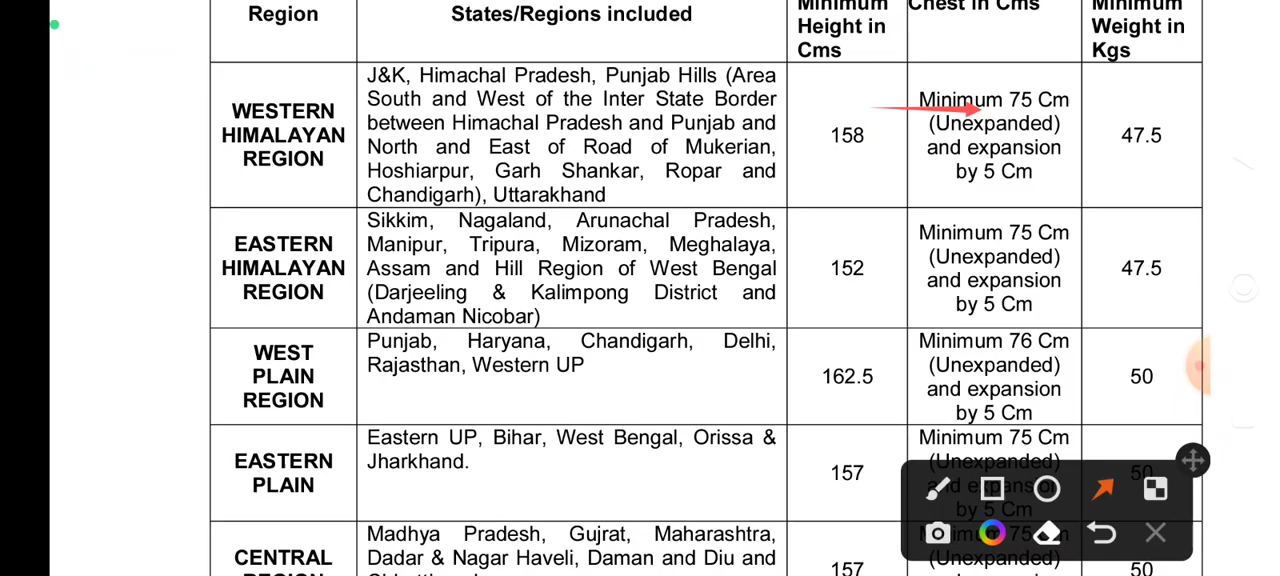 Region
States/Regions included
Minimum
Height in
Cms
Chest in Cms
Minimum
Weight in
Kgs
WESTERN
HIMALAYAN
REGION
J&K, Himachal Pradesh, Punjab Hills (Area
South and West of the Inter State Border
between Himachal Pradesh and Punjab and
North and East of Road of Mukerian,
Hoshiarpur, Garh Shankar, Ropar and
Chandigarh), Uttarakhand
158
Minimum 75 Cm
(Unexpanded)
and expansion
by 5 Cm
47.5
EASTERN
HIMALAYAN
REGION
Sikkim, Nagaland, Arunachal Pradesh,
Manipur, Tripura, Mizoram, Meghalaya,
Assam and Hill Region of West Bengal
(Darjeeling & Kalimpong District and
Andaman Nicobar)
152
Minimum 75 Cm
(Unexpanded)
and expansion
by 5 Cm
47.5
WEST
PLAIN
REGION
Punjab, Haryana, Chandigarh, Delhi,
Rajasthan, Western UP
162.5
Minimum 76 Cm
(Unexpanded)
and expansion
by 5 Cm
50
EASTERN
PLAIN
Eastern UP, Bihar, West Bengal, Orissa &
Jharkhand.
157
Minimum 75 Cm
(Unexpanded)
and expansion
by 5 Cm
50
CENTRAL
REGION
Madhya Pradesh, Gujrat, Maharashtra,
Dadar & Nagar Haveli, Daman and Diu and
157
Minimum 75
(Unexpanded)
50